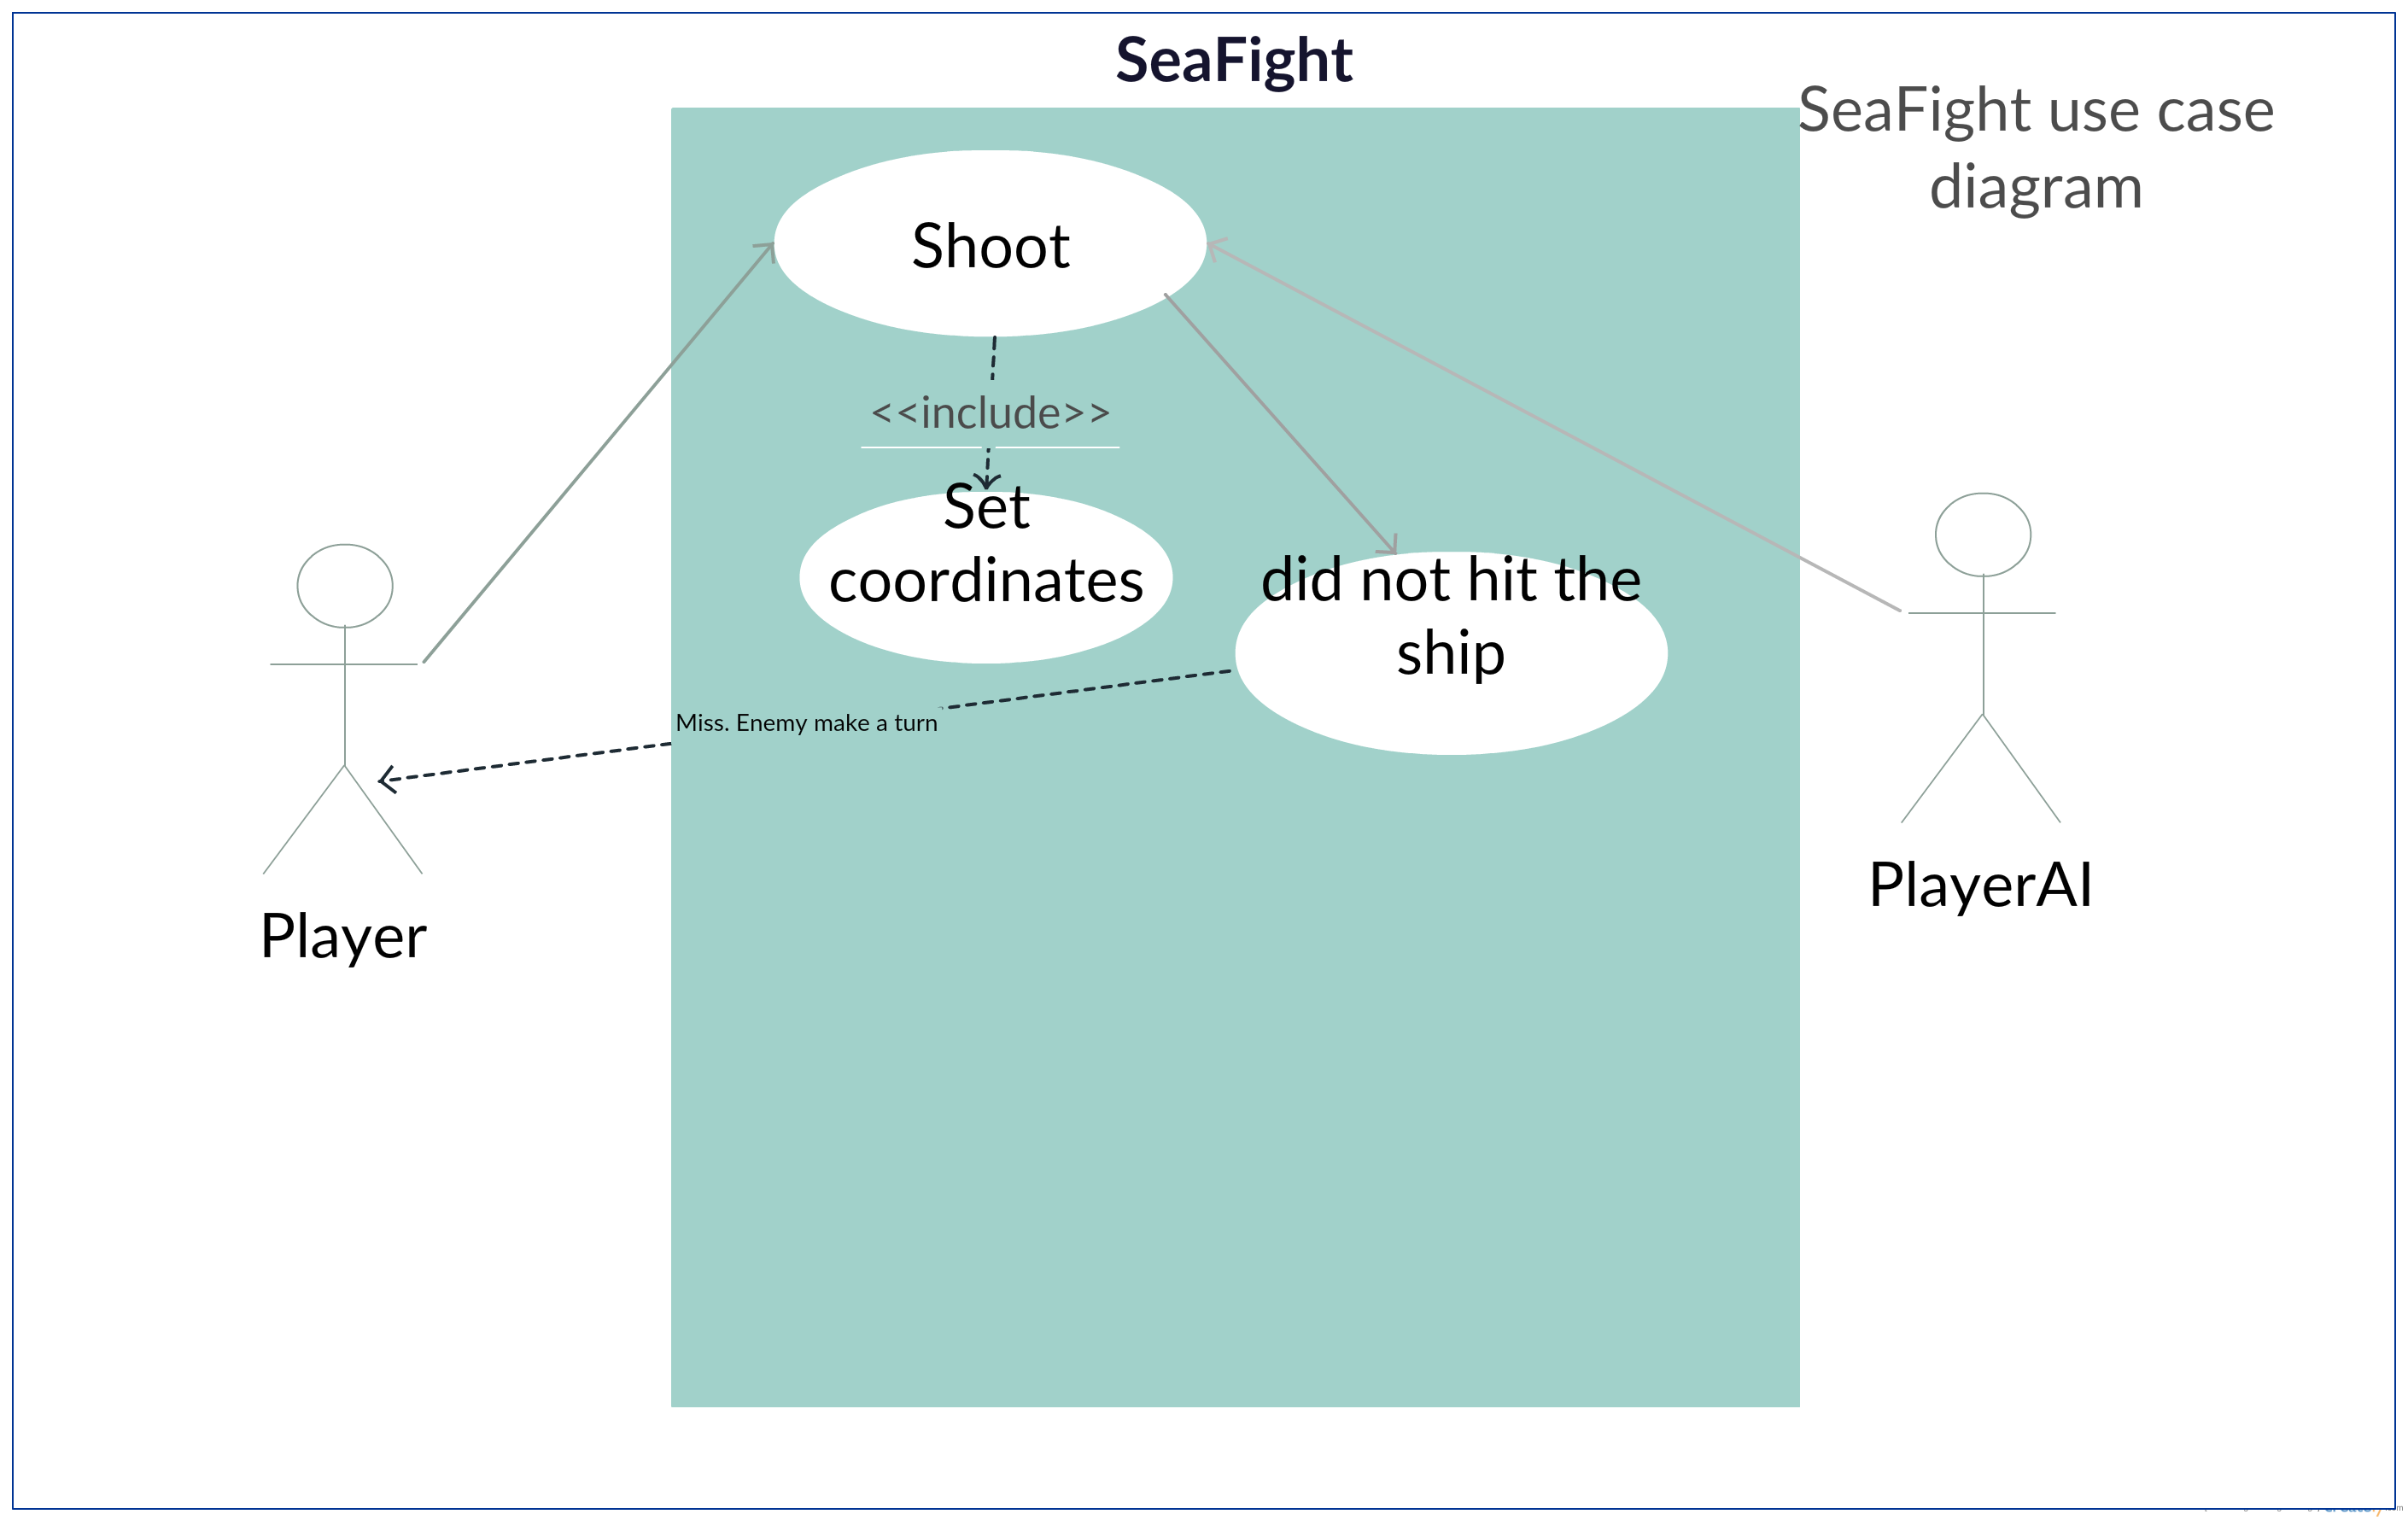 SeaFight
SeaFight use case
diagram
Shoot
<<include>>
Set
coordinates
did not hit the
ship
Miss. Enemy make a turn
Player
PlayerAI